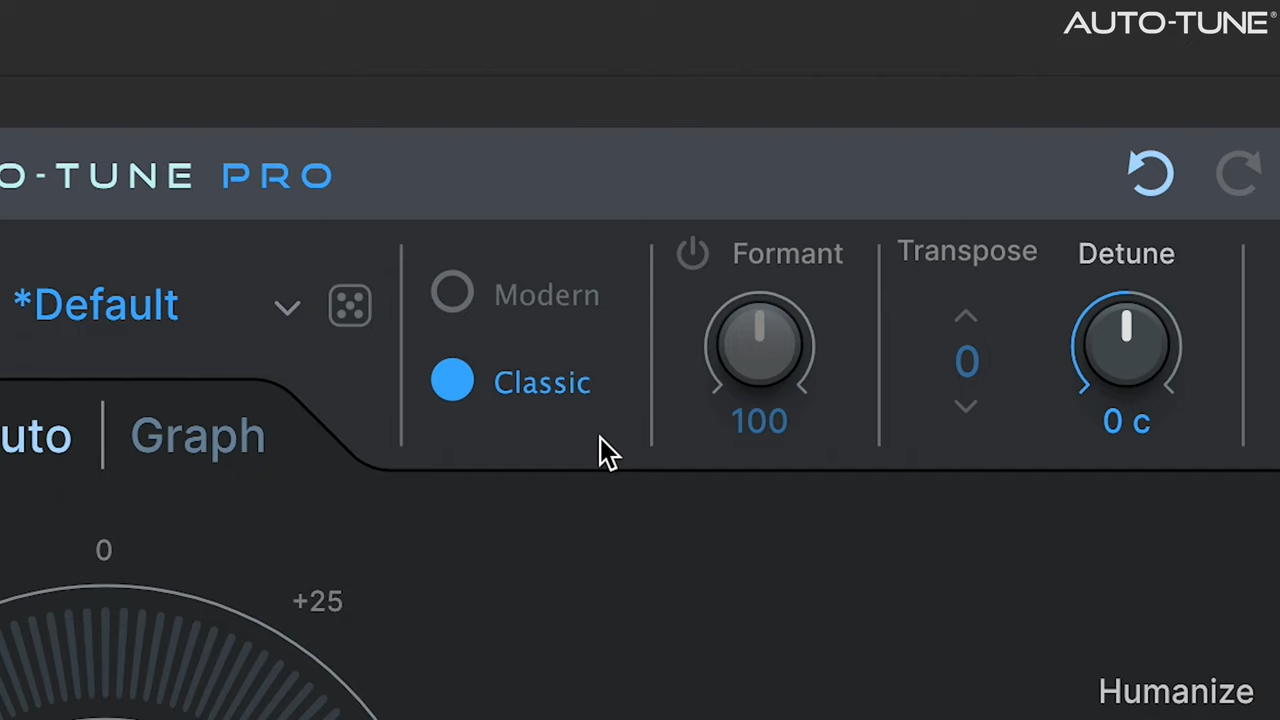 AUTO-TUNE®
O-TUNE PRO
*Default
Modern
Classic
Formant
100
Transpose
0
Detune
0 c
uto
Graph
0
+25
Humanize